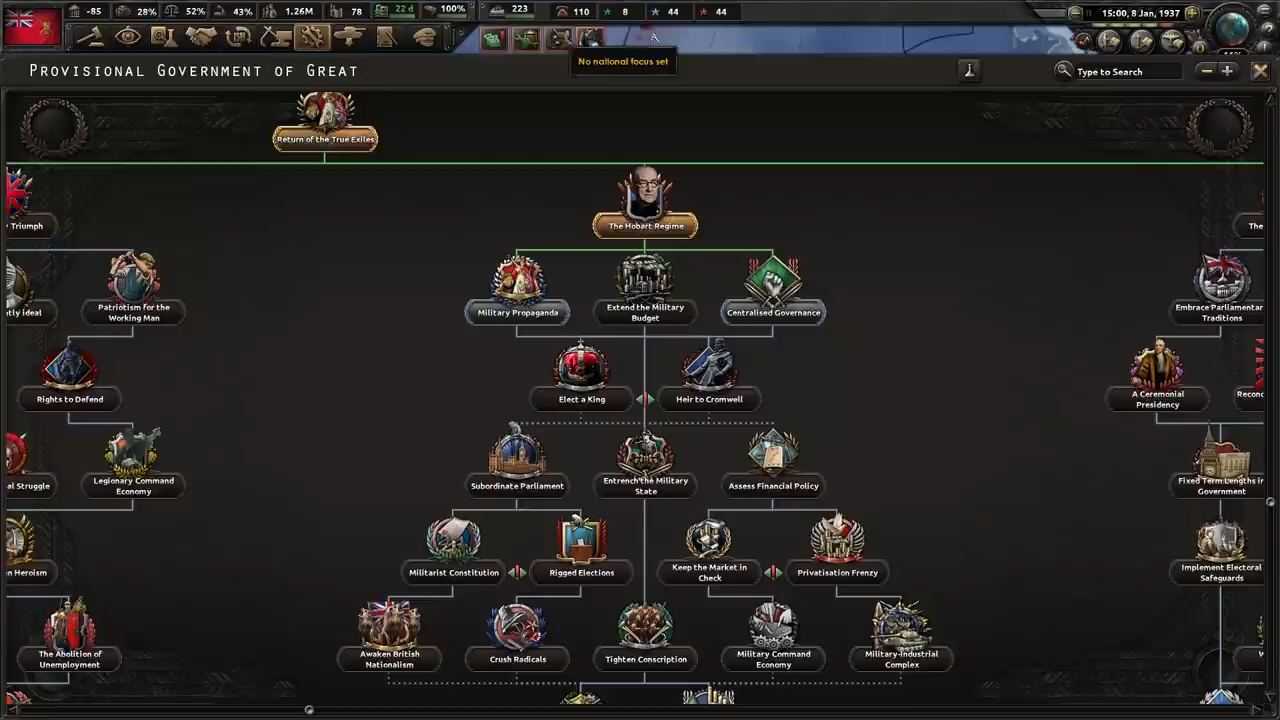 -85
28%
52%
43%
1.26M
78
22 d
100%
223
110
8
44
44
15:00, 8 Jan, 1937
No national focus set
PROVISIONAL GOVERNMENT OF GREAT
Type to Search
Return of the True Exiles
Triumph
The Hobart Regime
The
Patriotism for the
Working Man
Military Propaganda
Extend the Military
Budget
Centralised Governance
Embrace Parliamentary
Traditions
Rights to Defend
Elect a King
Heir to Cromwell
A Ceremonial
Presidency
Legionary Command
Economy
Subordinate Parliament
Entrench the Military
State
Assess Financial Policy
Fixed Term Lengths in
Government
Heroism
Militarist Constitution
Rigged Elections
Keep the Market in
Check
Privatisation Frenzy
Implement Electoral
Safeguards
The Abolition of
Unemployment
Awaken British
Nationalism
Crush Radicals
Tighten Conscription
Military Command
Economy
Military-Industrial
Complex